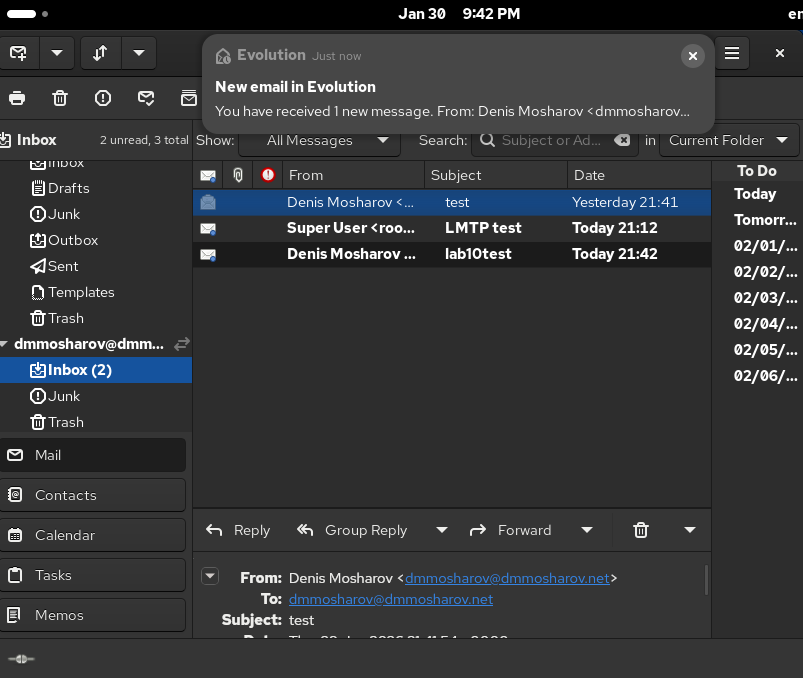 Jan 30 9:42 PM
en
Evolution Just now
New email in Evolution
You have received 1 new message. From: Denis Mosharov <dmmosharov...
Inbox 2 unread, 3 total Show: All Messages Search: Subject or Ad... in Current Folder
Inbox
Drafts
Junk
Outbox
Sent
Templates
Trash
dmmosharov@dmm...
Inbox (2)
Junk
Trash
Mail
Contacts
Calendar
Tasks
Memos
From Subject Date
Denis Mosharov <... test Yesterday 21:41
Super User <roo... LMTP test Today 21:12
Denis Mosharov ... lab10test Today 21:42
To Do
Today
Tomorr...
02/01/...
02/02/...
02/03/...
02/04/...
02/05/...
02/06/...
Reply Group Reply Forward
From: Denis Mosharov <dmmosharov@dmmosharov.net>
To: dmmosharov@dmmosharov.net
Subject: test